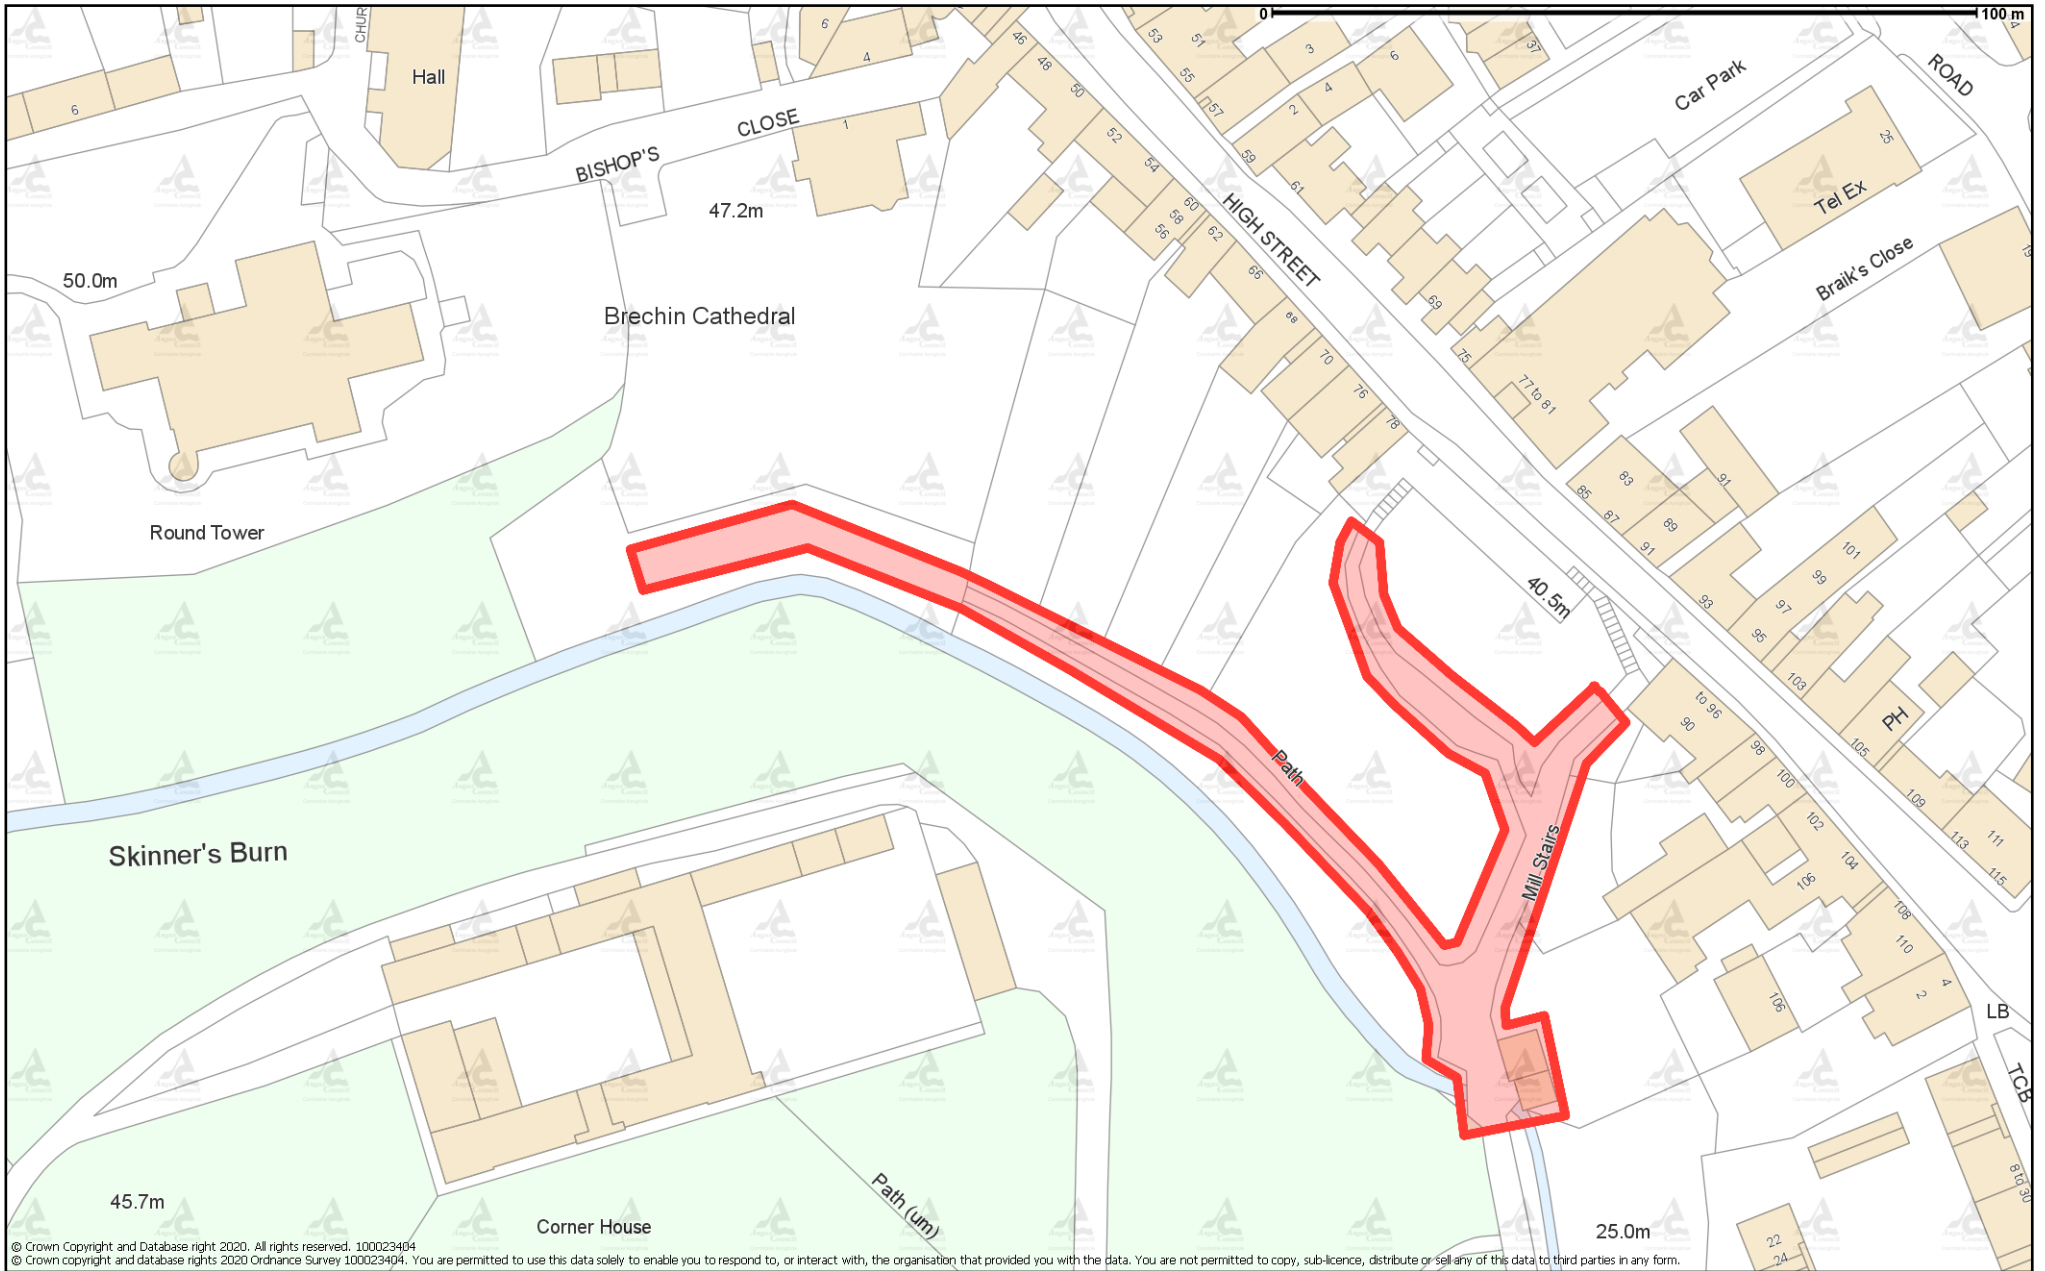 0 100 m
CHUR
Hall
6
6
4
46
48
50
53
51
55
57
3
6
4
2
37
Car Park
ROAD
25
Tel Ex
Braik's Close
19
BISHOP'S CLOSE
1
47.2m
50.0m
Brechin Cathedral
Round Tower
52
54
60
58
56
62
66
68
70
76
78
59
61
69
75
77 to 81
HIGH STREET
83
85
87
89
91
91
93
95
97
99
101
103
105
109
111
113
115
PH
40.5m
to 96
90
98
100
102
104
106
108
110
106
2
4
LB
TCB
8 to 30
22
24
25.0m
Path
Mill Stairs
Skinner's Burn
45.7m
Corner House
Path (um)
© Crown Copyright and Database right 2020. All rights reserved. 100023404
© Crown copyright and database rights 2020 Ordnance Survey 100023404. You are permitted to use this data solely to enable you to respond to, or interact with, the organisation that provided you with the data. You are not permitted to copy, sub-licence, distribute or sell any of this data to third parties in any form.